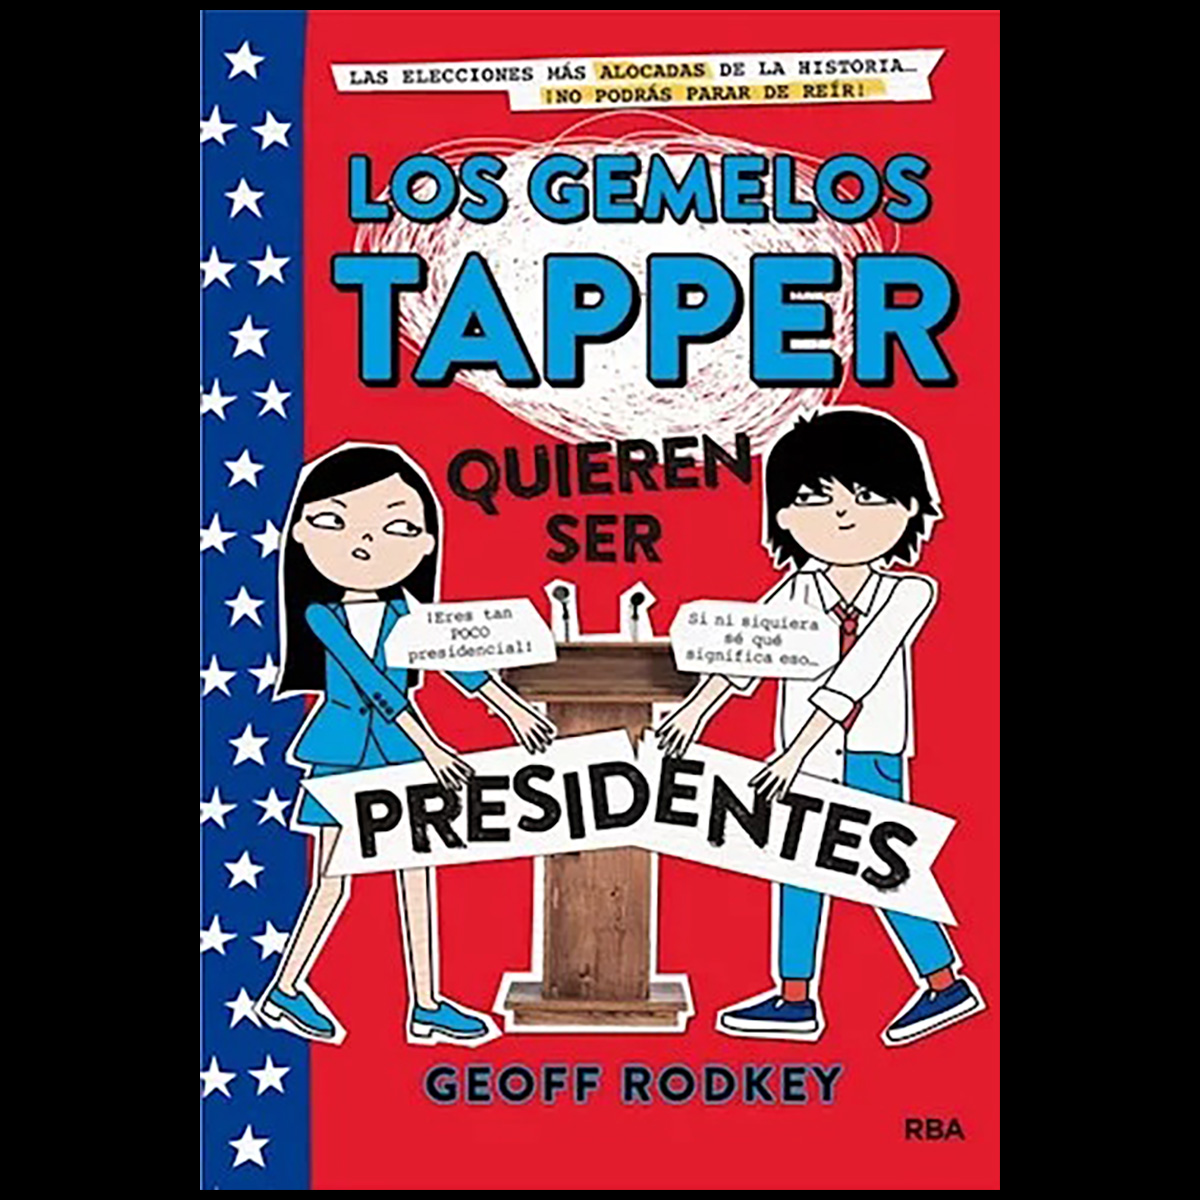 LAS ELECCIONES MÁS ALOCADAS DE LA HISTORIA...
¡NO PODRÁS PARAR DE REÍR!
LOS GEMELOS
TAPPER
QUIEREN
SER
¡Eres tan
POCO
presidencial!
Si ni siquiera
sé qué
significa eso...
PRESIDENTES
GEOFF RODKEY
RBA